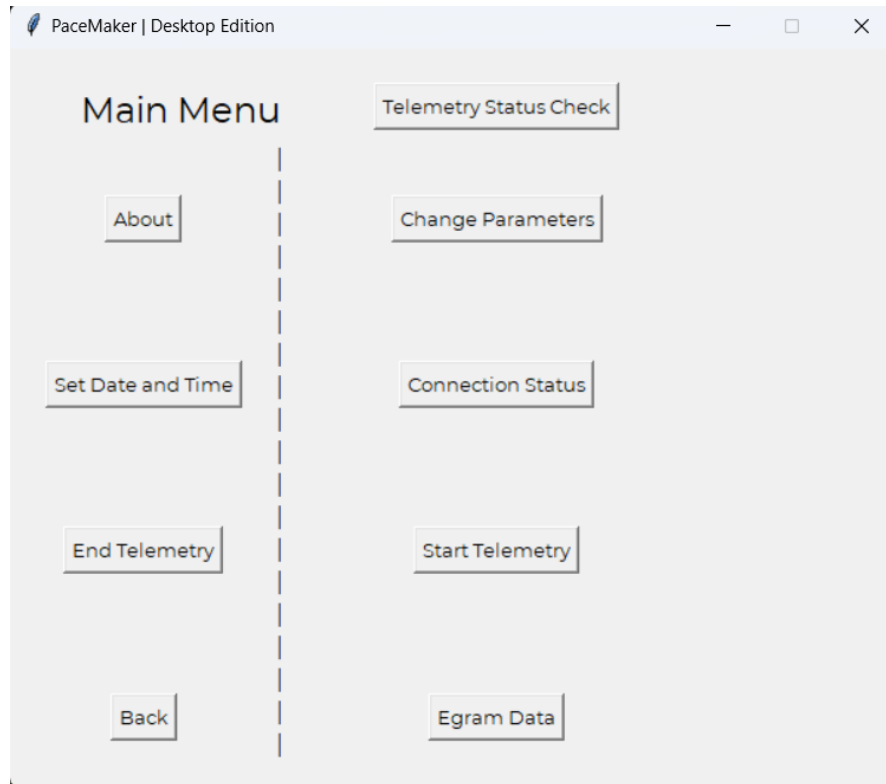 PaceMaker | Desktop Edition
Main Menu
Telemetry Status Check
About
Change Parameters
Set Date and Time
Connection Status
End Telemetry
Start Telemetry
Back
Egram Data